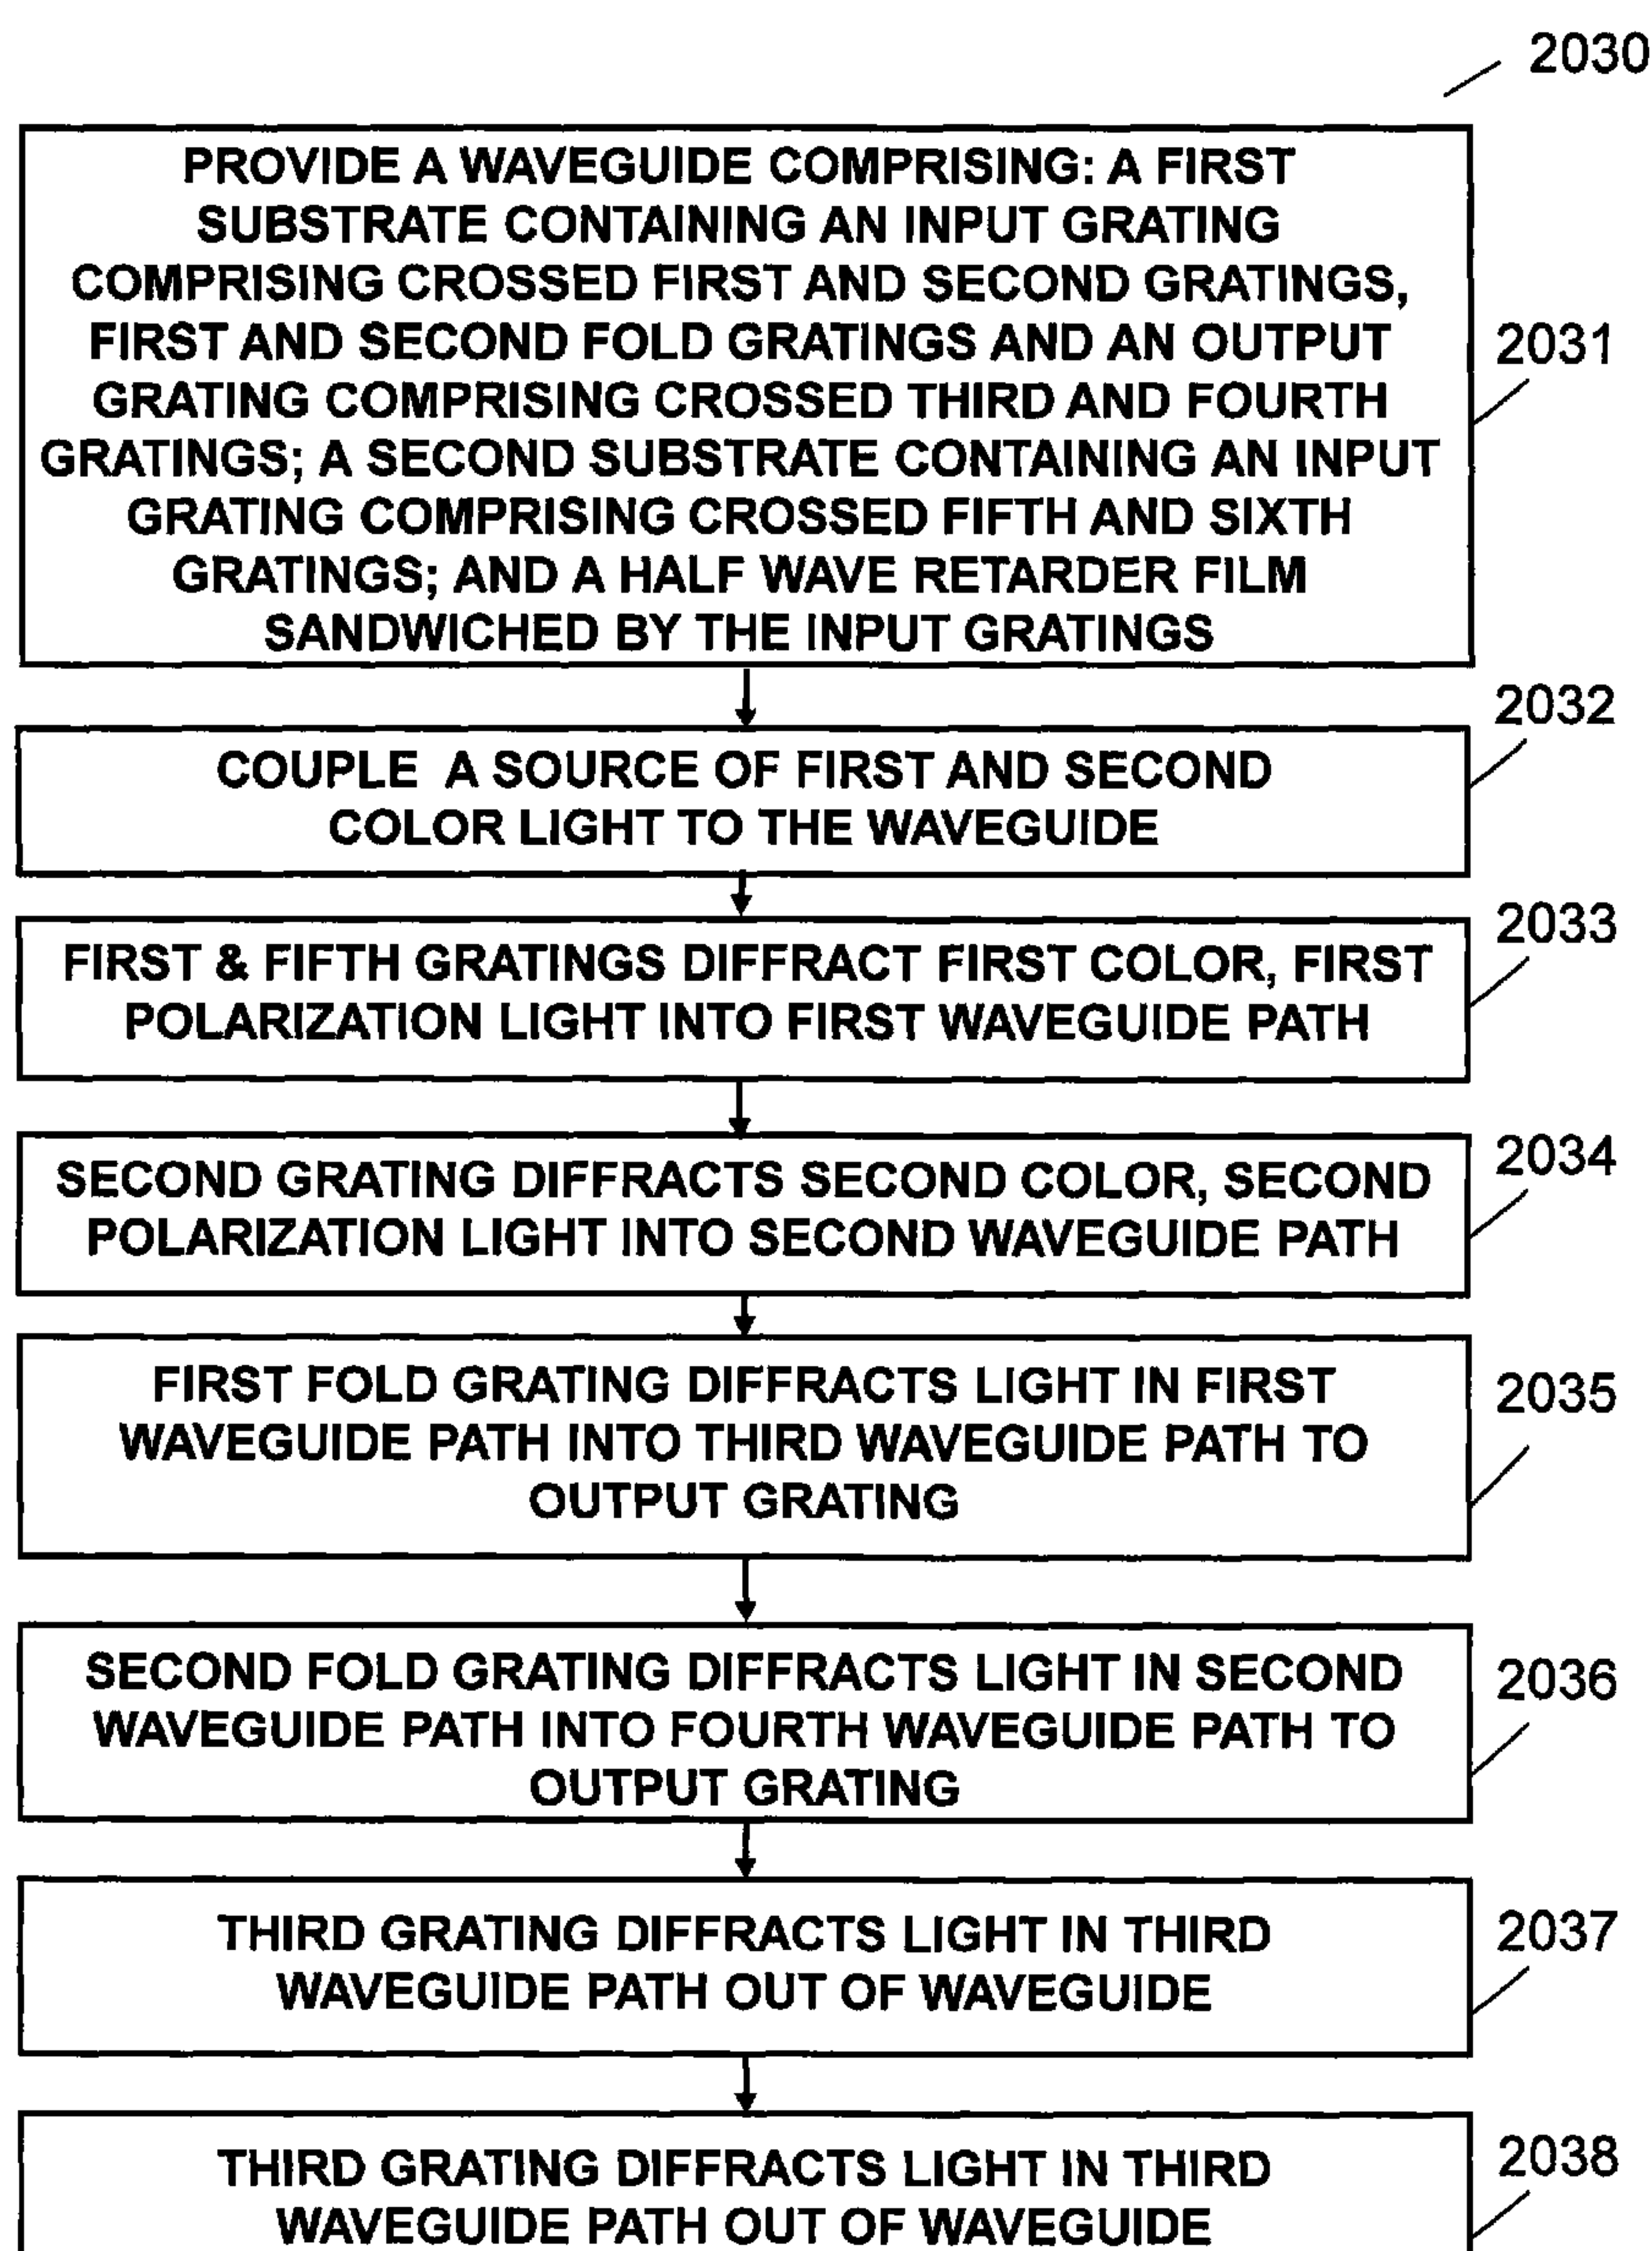 2030
PROVIDE A WAVEGUIDE COMPRISING: A FIRST
SUBSTRATE CONTAINING AN INPUT GRATING
COMPRISING CROSSED FIRST AND SECOND GRATINGS,
FIRST AND SECOND FOLD GRATINGS AND AN OUTPUT
GRATING COMPRISING CROSSED THIRD AND FOURTH
GRATINGS; A SECOND SUBSTRATE CONTAINING AN INPUT
GRATING COMPRISING CROSSED FIFTH AND SIXTH
GRATINGS; AND A HALF WAVE RETARDER FILM
SANDWICHED BY THE INPUT GRATINGS
2031
COUPLE A SOURCE OF FIRST AND SECOND
COLOR LIGHT TO THE WAVEGUIDE
2032
FIRST & FIFTH GRATINGS DIFFRACT FIRST COLOR, FIRST
POLARIZATION LIGHT INTO FIRST WAVEGUIDE PATH
2033
SECOND GRATING DIFFRACTS SECOND COLOR, SECOND
POLARIZATION LIGHT INTO SECOND WAVEGUIDE PATH
2034
FIRST FOLD GRATING DIFFRACTS LIGHT IN FIRST
WAVEGUIDE PATH INTO THIRD WAVEGUIDE PATH TO
OUTPUT GRATING
2035
SECOND FOLD GRATING DIFFRACTS LIGHT IN SECOND
WAVEGUIDE PATH INTO FOURTH WAVEGUIDE PATH TO
OUTPUT GRATING
2036
THIRD GRATING DIFFRACTS LIGHT IN THIRD
WAVEGUIDE PATH OUT OF WAVEGUIDE
2037
THIRD GRATING DIFFRACTS LIGHT IN THIRD
WAVEGUIDE PATH OUT OF WAVEGUIDE
2038